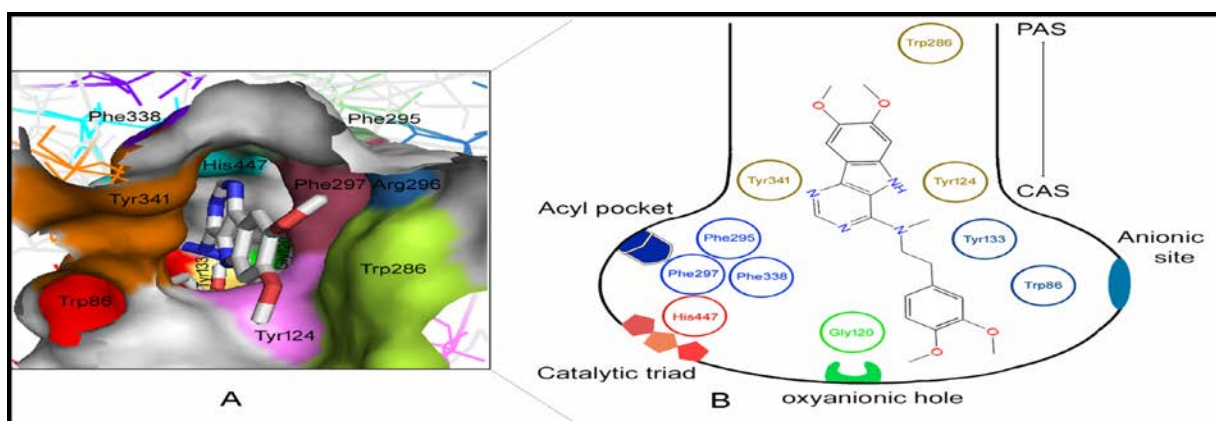 Phe338
Phe295
His447
Phe297
Arg296
Tyr341
Tyr133
Trp286
Trp86
Tyr124
A
PAS
Trp286
O
O
Tyr341
Tyr124
CAS
N
NH
N
N
Acyl pocket
Phe295
Tyr133
Anionic
site
Phe297
Phe338
Trp86
His447
Gly120
O
O
Catalytic triad
B
oxyanionic hole